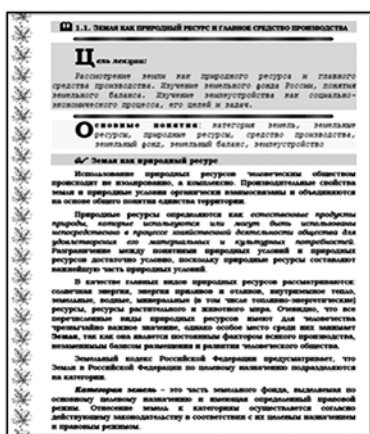 1.1. ЗЕМЛЯ КАК ПРИРОДНЫЙ РЕСУРС И ГЛАВНОЕ СРЕДСТВО ПРОИЗВОДСТВА
Цель лекции:
Рассмотрение земли как природного ресурса и главного
средства производства. Изучение земельного фонда России, понятия
земельного баланса. Изучение землеустройства как социально-
экономического процесса, его целей и задач.
Основные понятия: категория земель, земельные
ресурсы, природные ресурсы, средство производства,
земельный фонд, земельный баланс, землеустройство
Земля как природный ресурс
Использование природных ресурсов человеческим обществом
происходит не изолированно, а комплексно. Производительные свойства
земли и природные условия органически взаимосвязаны и объединяются
на основе общего понятия единства территории.
Природные ресурсы определяются как естественные продукты
природы, которые используются или могут быть использованы
непосредственно в процессе хозяйственной деятельности общества для
удовлетворения его материальных и культурных потребностей.
Разграничение между понятиями природных условий и природных
ресурсов достаточно условно, поскольку природные ресурсы составляют
важнейшую часть природных условий.
В качестве главных видов природных ресурсов рассматриваются:
солнечная энергия, энергия приливов и отливов, внутриземное тепло,
земельные, водные, минеральные (в том числе топливно-энергетические)
ресурсы, ресурсы растительного и животного мира. Очевидно, что все
перечисленные виды природных ресурсов имеют для человечества
чрезвычайно важное значение, однако особое место среди них занимает
Земля, так как она является постоянным фактором всякого производства,
незаменимым базисом размещения и развития человеческого общества.
Земельный кодекс Российской Федерации предусматривает, что
Земли в Российской Федерации по целевому назначению подразделяются
на категории.
Категория земель – это часть земельного фонда, выделяемая по
основному целевому назначению и имеющая определенный правовой
режим. Отнесение земель к категориям осуществляется согласно
действующему законодательству в соответствии с их целевым назначением
и правовым режимом.